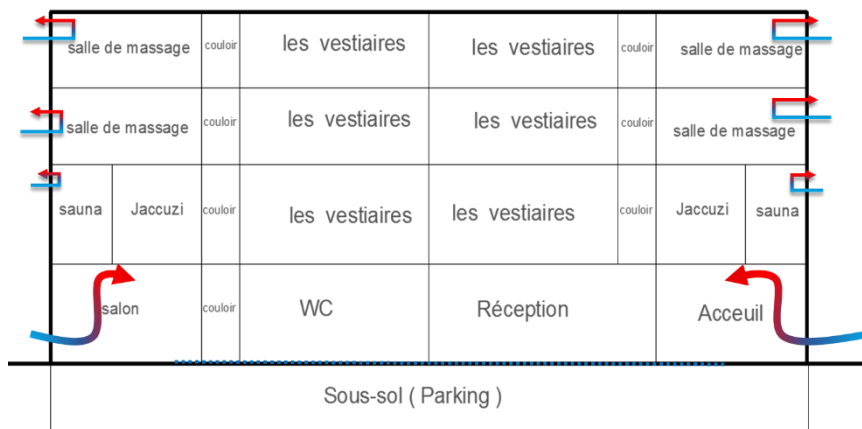 salle de massage couloir les vestiaires les vestiaires couloir salle de massage
salle de massage couloir les vestiaires les vestiaires couloir salle de massage
sauna Jaccuzi couloir les vestiaires les vestiaires couloir Jaccuzi sauna
salon couloir WC Réception Acceuil
Sous-sol ( Parking )